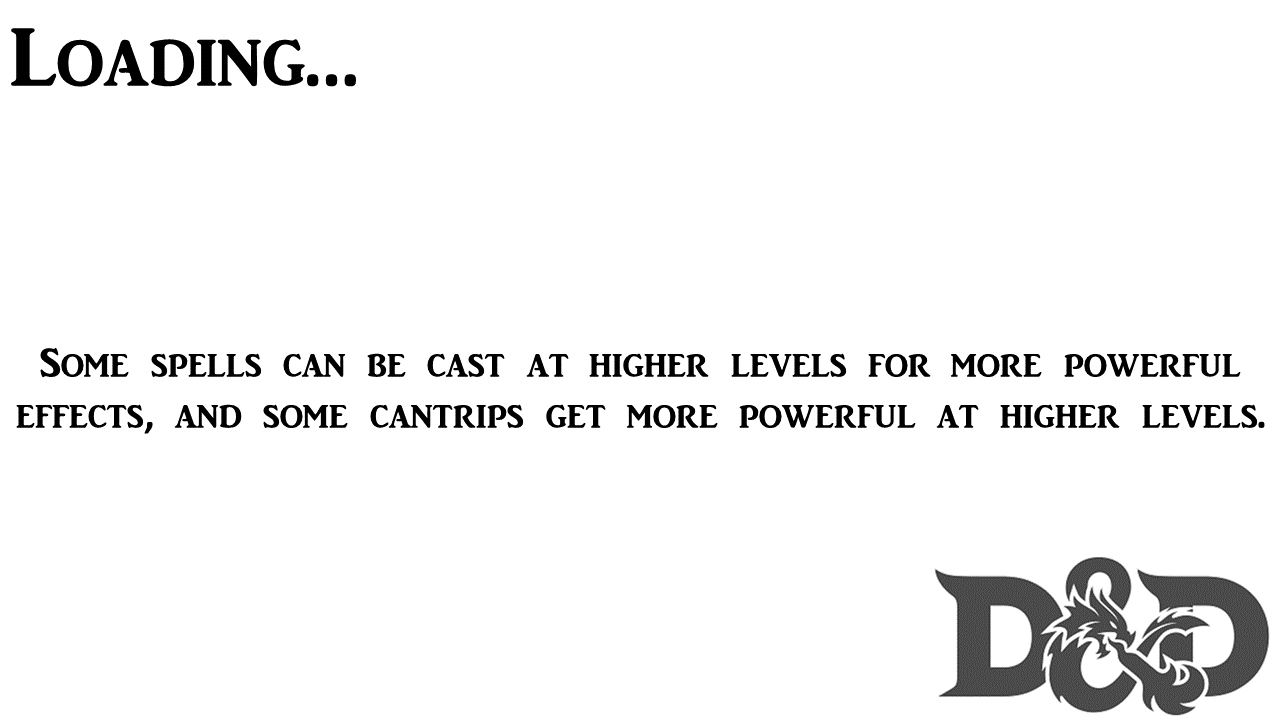 Loading...
Some spells can be cast at higher levels for more powerful
effects, and some cantrips get more powerful at higher levels.
D&D